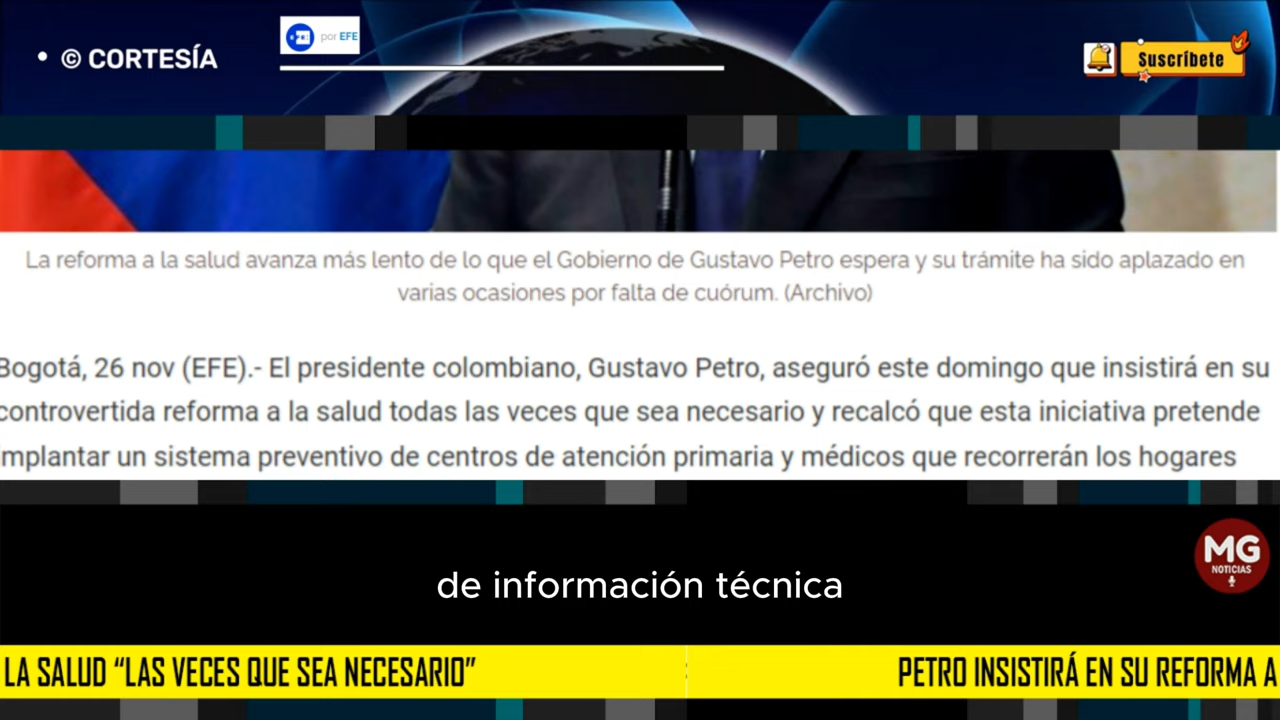 • © CORTESÍA
por EFE
Suscríbete
La reforma a la salud avanza más lento de lo que el Gobierno de Gustavo Petro espera y su trámite ha sido aplazado en
varias ocasiones por falta de cuórum. (Archivo)
Bogotá, 26 nov (EFE).- El presidente colombiano, Gustavo Petro, aseguró este domingo que insistirá en su
controvertida reforma a la salud todas las veces que sea necesario y recalcó que esta iniciativa pretende
implantar un sistema preventivo de centros de atención primaria y médicos que recorrerán los hogares
MG
NOTICIAS
de información técnica
LA SALUD “LAS VECES QUE SEA NECESARIO”
PETRO INSISTIRÁ EN SU REFORMA A